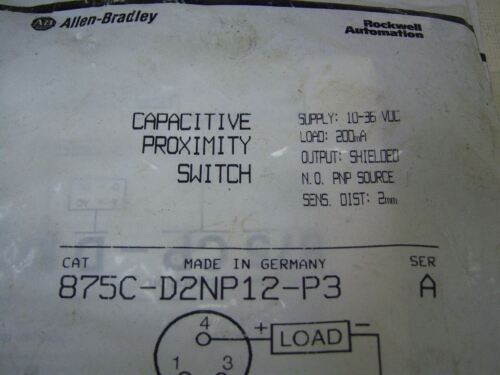 AB Allen-Bradley
Rockwell
Automation
CAPACITIVE
PROXIMITY
SWITCH
SUPPLY: 10-36 VDC
LOAD: 200mA
OUTPUT: SHIELDED
N.O. PNP SOURCE
SENS. DIST: 2mm
CAT MADE IN GERMANY SER
875C-D2NP12-P3 A
4 + LOAD -
1 3